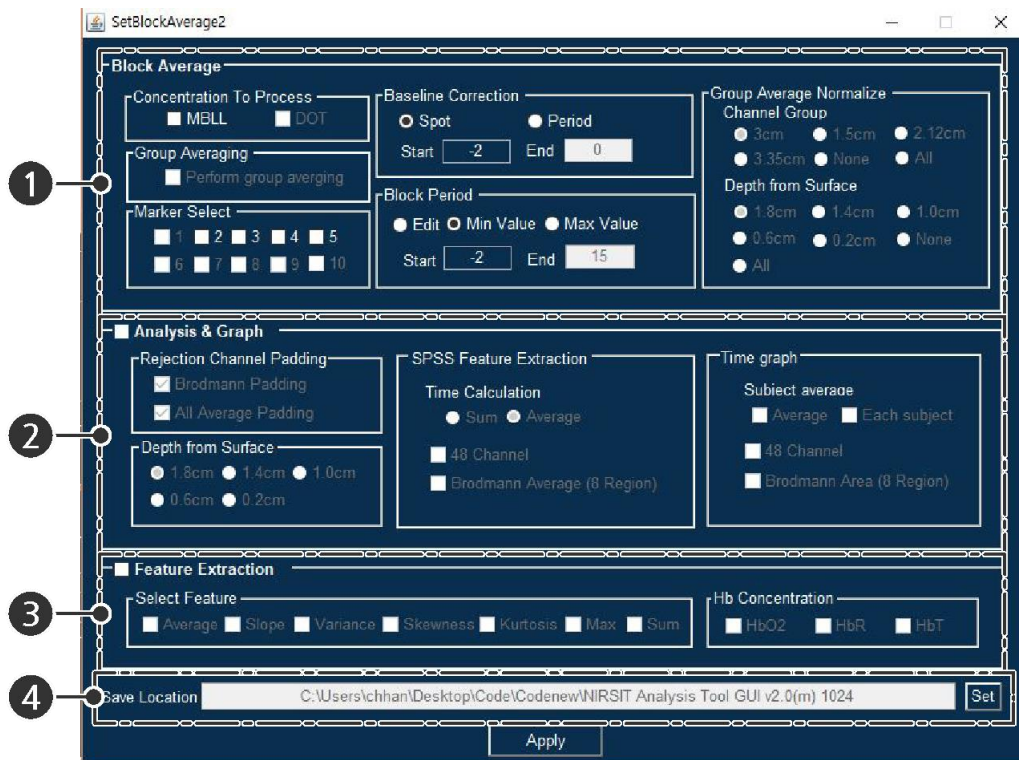 SetBlockAverage2
Block Average
Concentration To Process
MBLL DOT
Group Averaging
Perform group averging
Marker Select
1 2 3 4 5
6 7 8 9 10
Baseline Correction
Spot Period
Start -2 End 0
Block Period
Edit Min Value Max Value
Start -2 End 15
Group Average Normalize
Channel Group
3cm 1.5cm 2.12cm
3.35cm None All
Depth from Surface
1.8cm 1.4cm 1.0cm
0.6cm 0.2cm None
All
1
Analysis & Graph
Rejection Channel Padding
Brodmann Padding
All Average Padding
Depth from Surface
1.8cm 1.4cm 1.0cm
0.6cm 0.2cm
SPSS Feature Extraction
Time Calculation
Sum Average
48 Channel
Brodmann Average (8 Region)
Time graph
Subject average
Average Each subject
48 Channel
Brodmann Area (8 Region)
2
Feature Extraction
Select Feature
Average Slope Variance Skewness Kurtosis Max Sum
Hb Concentration
HbO2 HbR HbT
3
4
Save Location C:\Users\chhan\Desktop\Code\Codenew\NIRSIT Analysis Tool GUI v2.0(m) 1024 Set
Apply